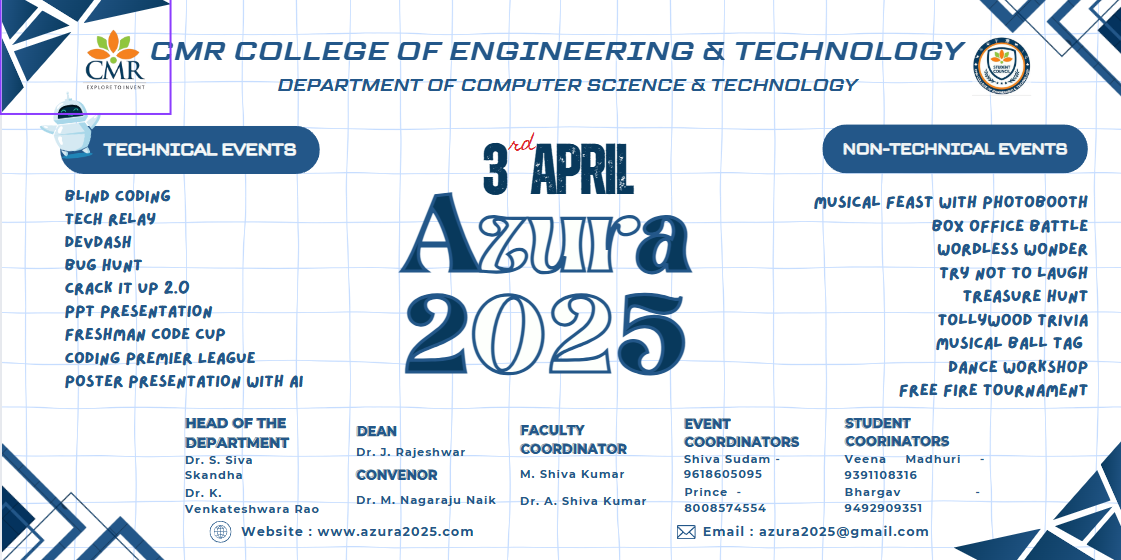 CMR
EXPLORE TO INVENT
CMR COLLEGE OF ENGINEERING & TECHNOLOGY
DEPARTMENT OF COMPUTER SCIENCE & TECHNOLOGY
STUDENT COUNCIL
TECHNICAL EVENTS
BLIND CODING
TECH RELAY
DEVDASH
BUG HUNT
CRACK IT UP 2.0
PPT PRESENTATION
FRESHMAN CODE CUP
CODING PREMIER LEAGUE
POSTER PRESENTATION WITH AI
3rd APRIL
Azura
2025
NON-TECHNICAL EVENTS
MUSICAL FEAST WITH PHOTOBOOTH
BOX OFFICE BATTLE
WORDLESS WONDER
TRY NOT TO LAUGH
TREASURE HUNT
TOLLYWOOD TRIVIA
MUSICAL BALL TAG
DANCE WORKSHOP
FREE FIRE TOURNAMENT
HEAD OF THE
DEPARTMENT
Dr. S. Siva
Skandha
Dr. K.
Venkateshwara Rao
DEAN
Dr. J. Rajeshwar
CONVENOR
Dr. M. Nagaraju Naik
FACULTY
COORDINATOR
M. Shiva Kumar
Dr. A. Shiva Kumar
EVENT
COORDINATORS
Shiva Sudam -
9618605095
Prince -
8008574554
STUDENT
COORINATORS
Veena Madhuri -
9391108316
Bhargav -
9492909351
Website : www.azura2025.com
Email : azura2025@gmail.com